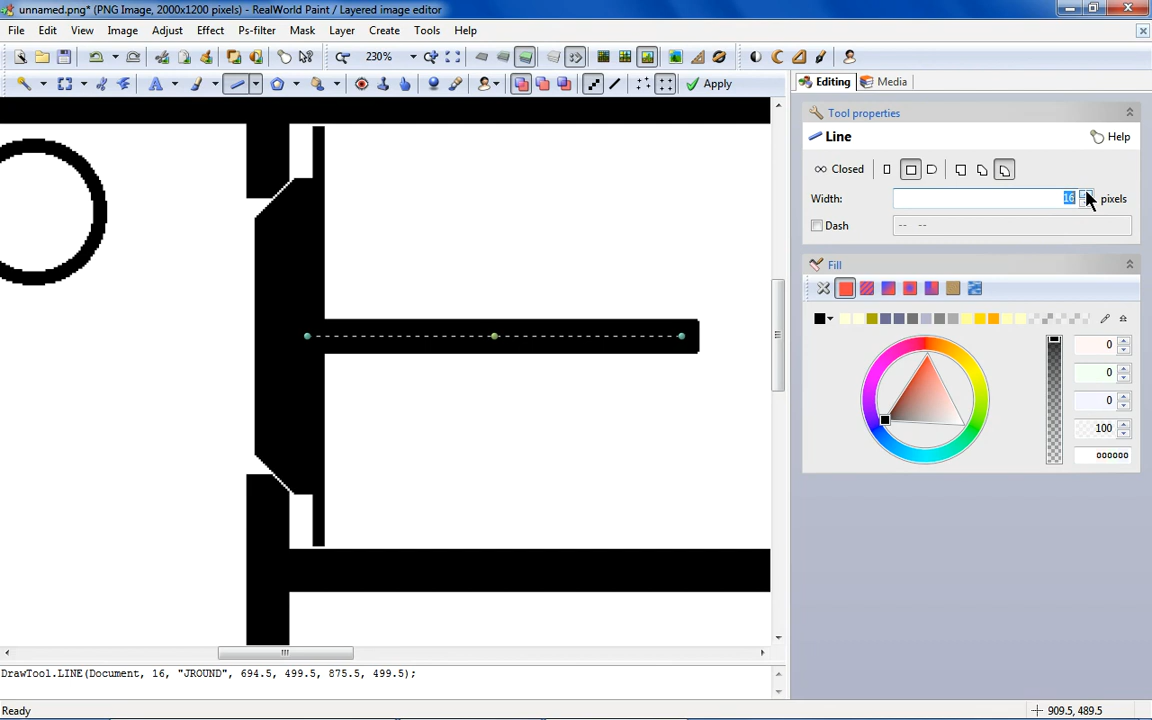 unnamed.png* (PNG Image, 2000x1200 pixels) - RealWorld Paint / Layered image editor
File Edit View Image Adjust Effect Ps-filter Mask Layer Create Tools Help
230%
Apply
Editing Media
Tool properties
Line Help
Closed
Width: 16 pixels
Dash -- --
Fill
0
0
0
100
000000
DrawTool.LINE(Document, 16, "JROUND", 694.5, 499.5, 875.5, 499.5);
Ready 909.5, 489.5